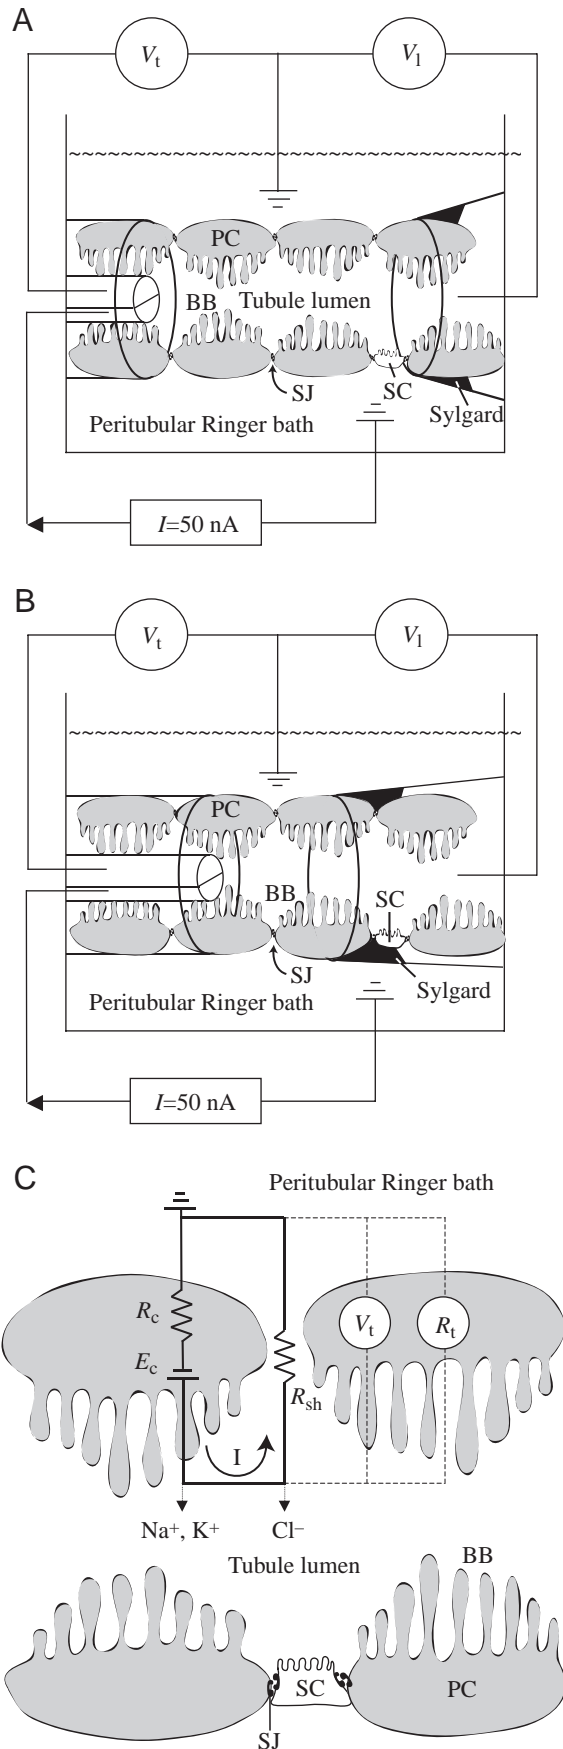 A
Vt
Vl
PC
BB
Tubule lumen
SJ
SC
Sylgard
Peritubular Ringer bath
I=50 nA
B
Vt
Vl
PC
BB
SC
SJ
Sylgard
Peritubular Ringer bath
I=50 nA
C
Peritubular Ringer bath
Rc
Vt
Rt
Ec
Rsh
I
Na⁺, K⁺
Cl⁻
Tubule lumen
BB
SC
PC
SJ